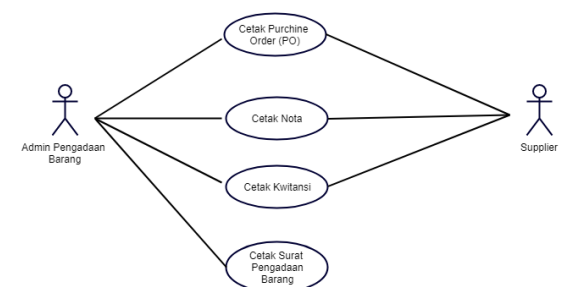 Cetak Purchine
Order (PO)
Admin Pengadaan
Barang
Cetak Nota
Supplier
Cetak Kwitansi
Cetak Surat
Pengadaan
Barang